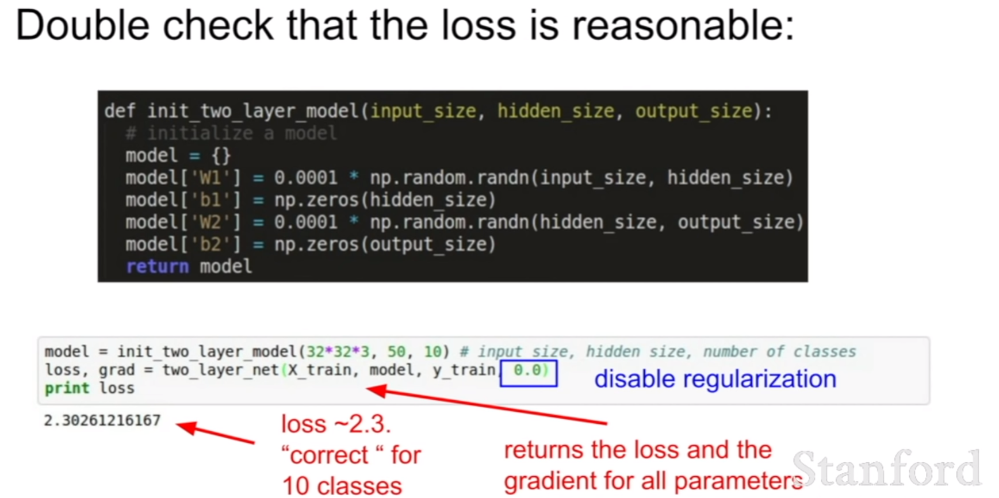 Double check that the loss is reasonable:
def init_two_layer_model(input_size, hidden_size, output_size):
# initialize a model
model = {}
model['W1'] = 0.0001 * np.random.randn(input_size, hidden_size)
model['b1'] = np.zeros(hidden_size)
model['W2'] = 0.0001 * np.random.randn(hidden_size, output_size)
model['b2'] = np.zeros(output_size)
return model
model = init_two_layer_model(32*32*3, 50, 10) # input size, hidden size, number of classes
loss, grad = two_layer_net(X_train, model, y_train, 0.0)
disable regularization
print loss
2.30261216167
loss ~2.3.
“correct “ for
10 classes
returns the loss and the
gradient for all parameters
Stanford